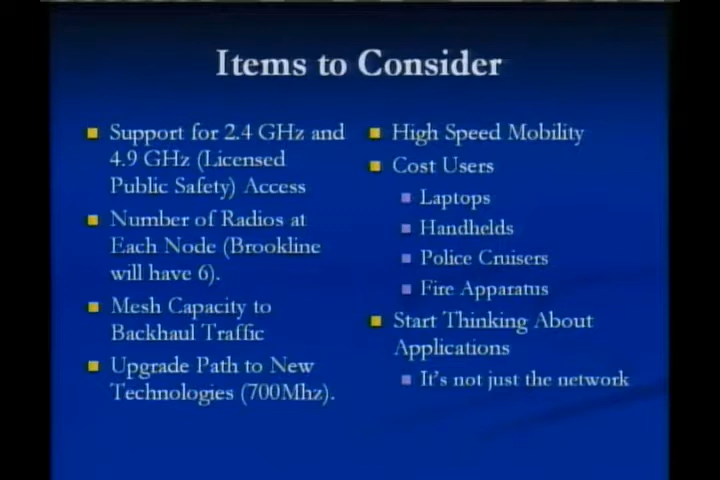 Items to Consider
Support for 2.4 GHz and
4.9 GHz (Licensed
Public Safety) Access
Number of Radios at
Each Node (Brookline
will have 6).
Mesh Capacity to
Backhaul Traffic
Upgrade Path to New
Technologies (700Mhz).
High Speed Mobility
Cost Users
Laptops
Handhelds
Police Cruisers
Fire Apparatus
Start Thinking About
Applications
It's not just the network